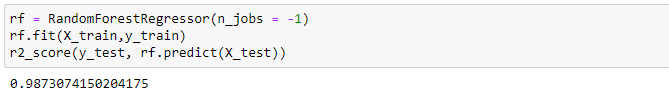 rf = RandomForestRegressor(n_jobs = -1)
rf.fit(X_train,y_train)
r2_score(y_test, rf.predict(X_test))
0.9873074150204175